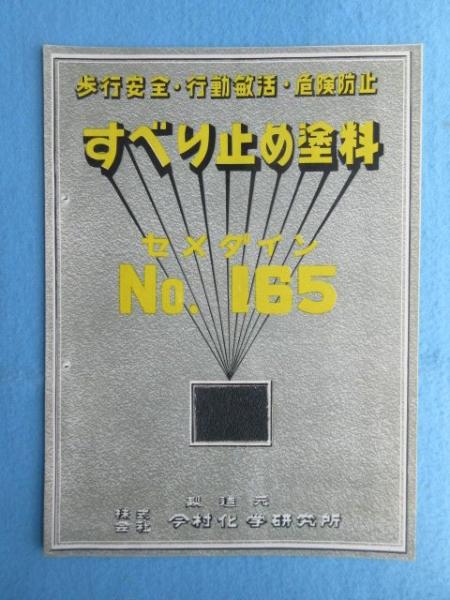 歩行安全・行動敏活・危険防止
すべり止め塗料
セメダイン
No. 165
製造元
株式会社 今村化学研究所